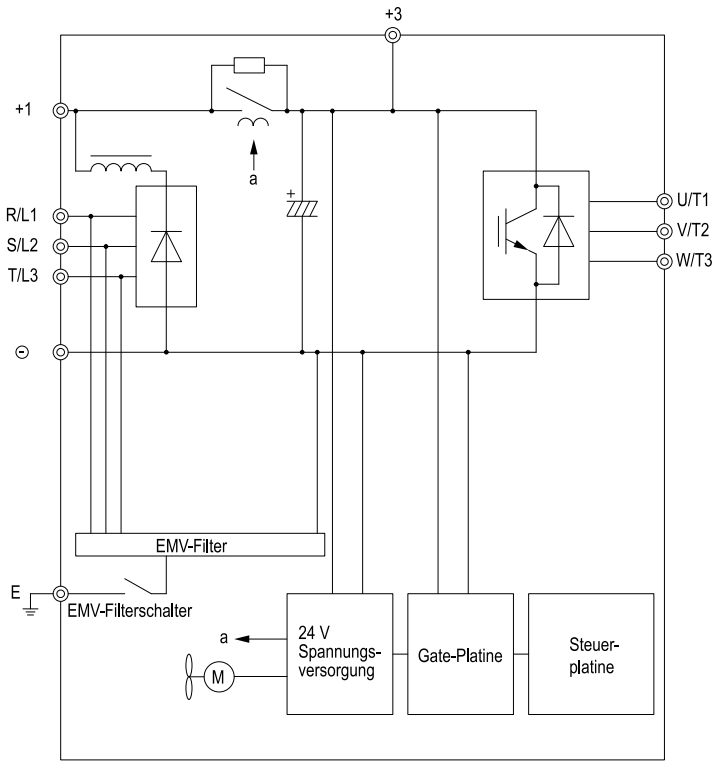 +3
+1
a
R/L1
S/L2
T/L3
+
U/T1
V/T2
W/T3
⊖
EMV-Filter
E
EMV-Filterschalter
a
M
24 V
Spannungs-
versorgung
Gate-Platine
Steuer-
platine